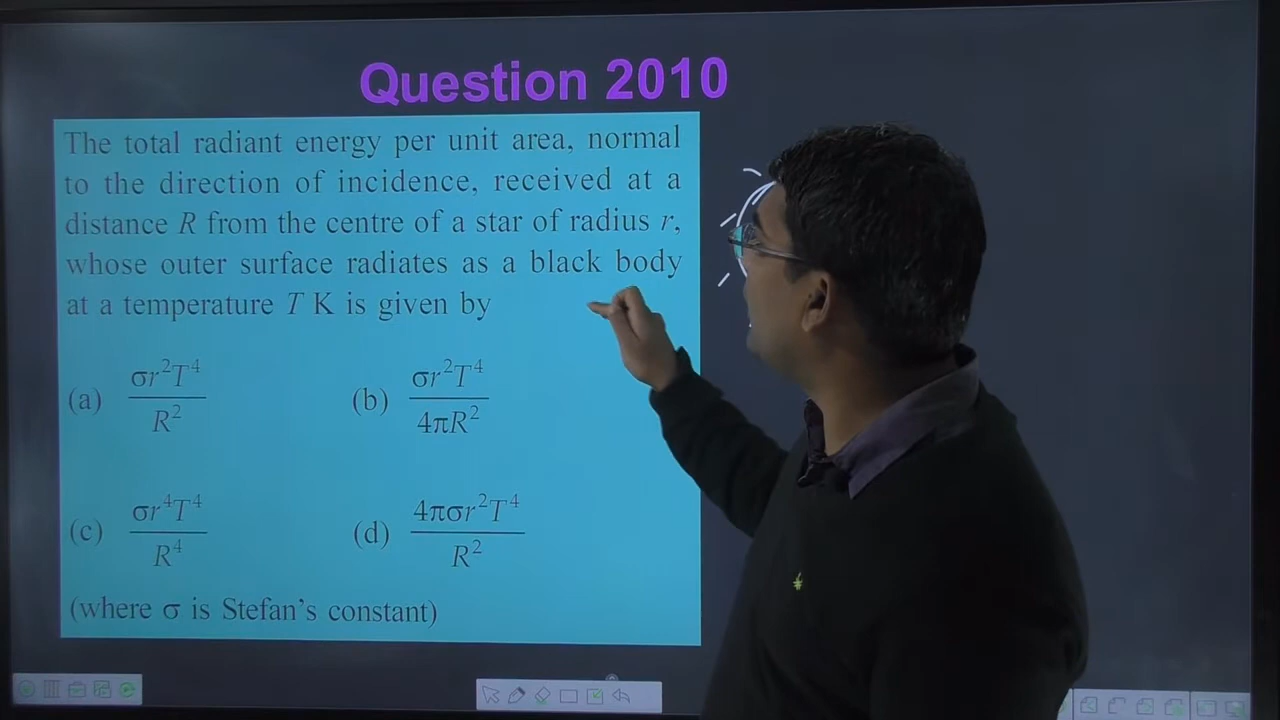 Question 2010
The total radiant energy per unit area, normal
to the direction of incidence, received at a
distance R from the centre of a star of radius r,
whose outer surface radiates as a black body
at a temperature T K is given by
(a) σr²T⁴/R² (b) σr²T⁴/4πR²
(c) σr⁴T⁴/R⁴ (d) 4πσr²T⁴/R²
(where σ is Stefan's constant)